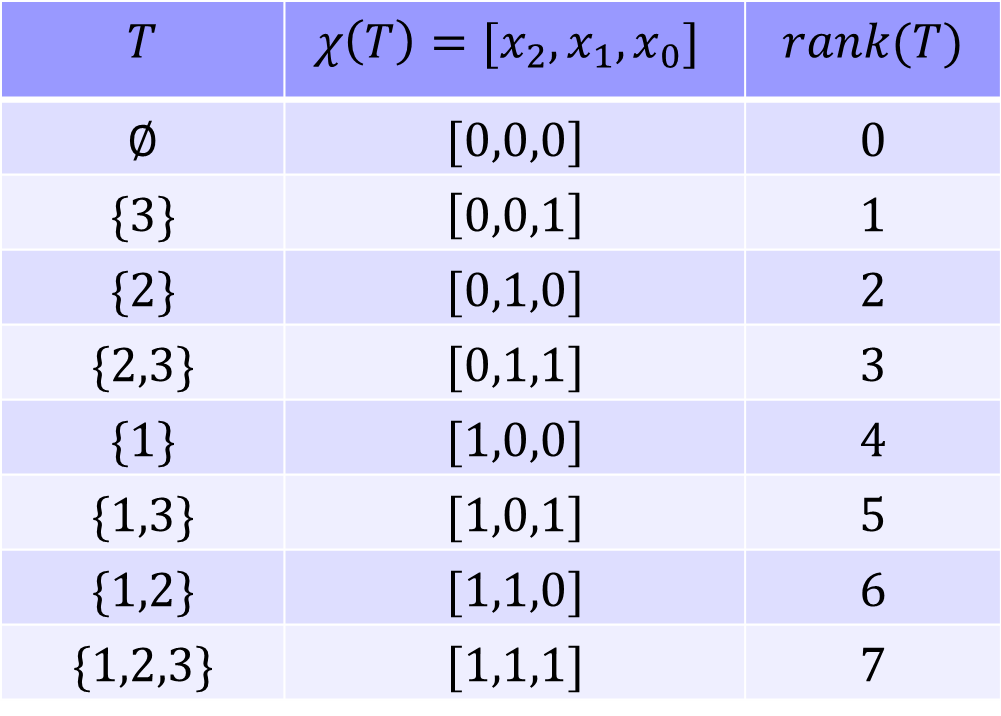 T χ(T) = [x₂, x₁, x₀] rank(T)
∅ [0,0,0] 0
{3} [0,0,1] 1
{2} [0,1,0] 2
{2,3} [0,1,1] 3
{1} [1,0,0] 4
{1,3} [1,0,1] 5
{1,2} [1,1,0] 6
{1,2,3} [1,1,1] 7